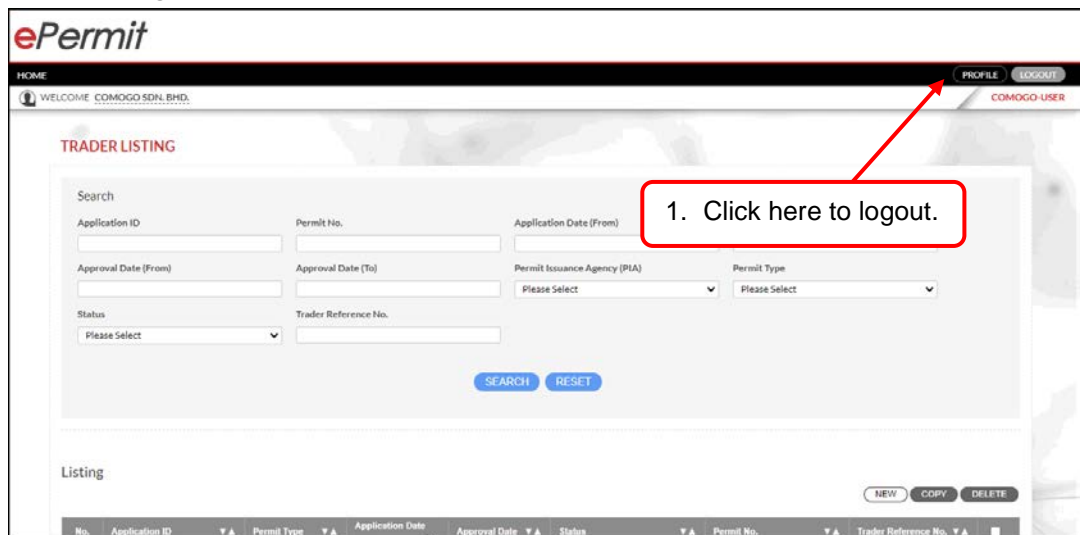 ePermit
HOME PROFILE LOGOUT
WELCOME COMOGO SDN. BHD. COMOGO-USER
TRADER LISTING
Search
1. Click here to logout.
Application ID Permit No. Application Date (From)
Approval Date (From) Approval Date (To) Permit Issuance Agency (PIA) Permit Type
Please Select Please Select
Status Trader Reference No.
Please Select
SEARCH RESET
Listing
NEW COPY DELETE
No. Application ID Permit Type Application Date Approval Date Status Permit No. Trader Reference No.